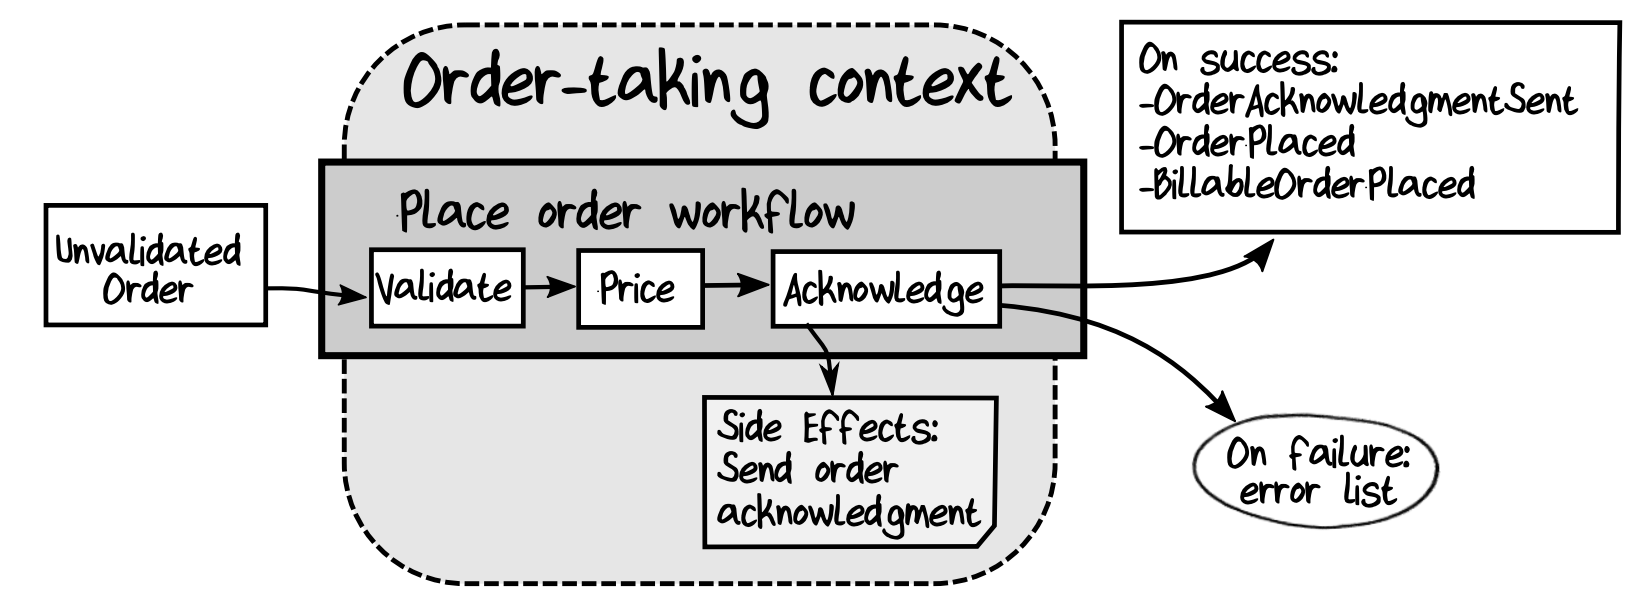 Order-taking context
Place order workflow
Unvalidated
Order
Validate
Price
Acknowledge
Side Effects:
Send order
acknowledgment
On success:
-OrderAcknowledgmentSent
-OrderPlaced
-BillableOrderPlaced
On failure:
error list